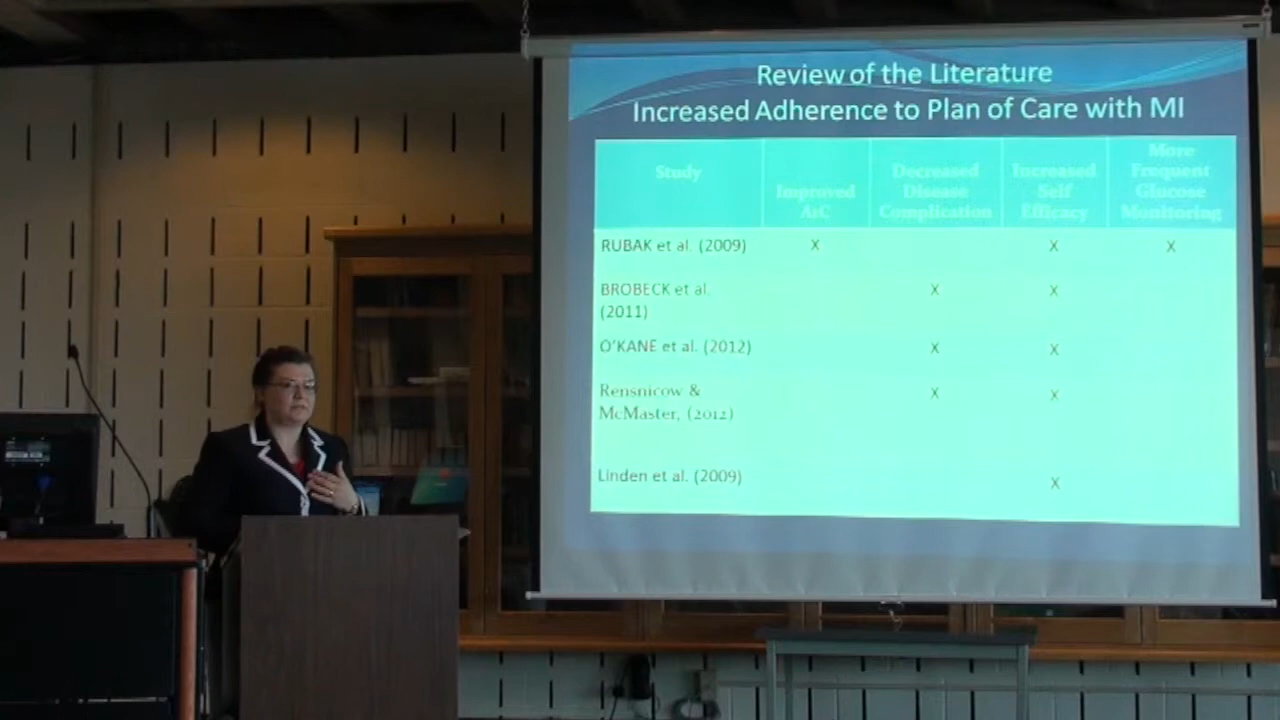 Review of the Literature
Increased Adherence to Plan of Care with MI
Study
Improved
A1C
Decreased
Disease
Complication
Increased
Self
Efficacy
More
Frequent
Glucose
Monitoring
RUBAK et al. (2009)
X
X
X
BROBECK et al.
(2011)
X
X
O'KANE et al. (2012)
X
X
Rensnicow &
McMaster, (2012)
X
X
Linden et al. (2009)
X